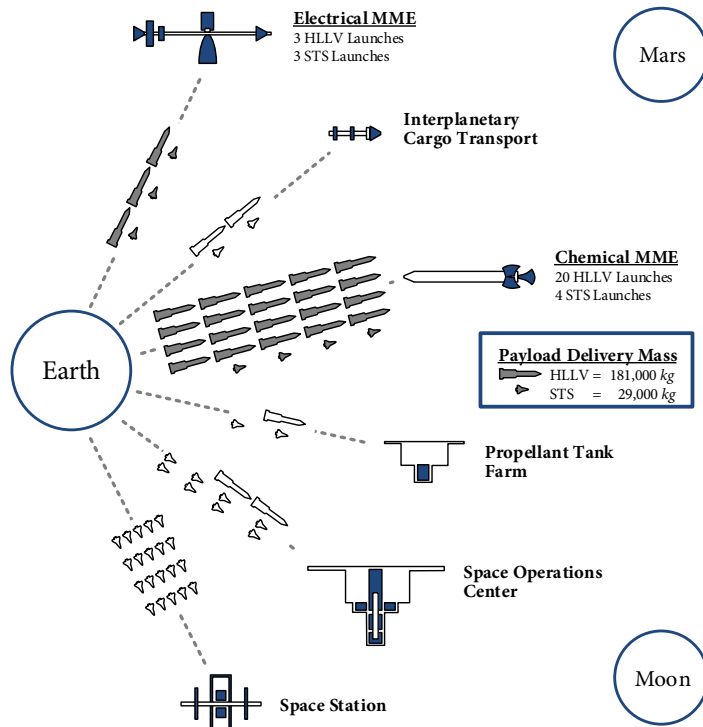 Electrical MME
3 HLLV Launches
3 STS Launches
Mars
Interplanetary
Cargo Transport
Chemical MME
20 HLLV Launches
4 STS Launches
Earth
Payload Delivery Mass
HLLV = 181,000 kg
STS = 29,000 kg
Propellant Tank
Farm
Space Operations
Center
Space Station
Moon